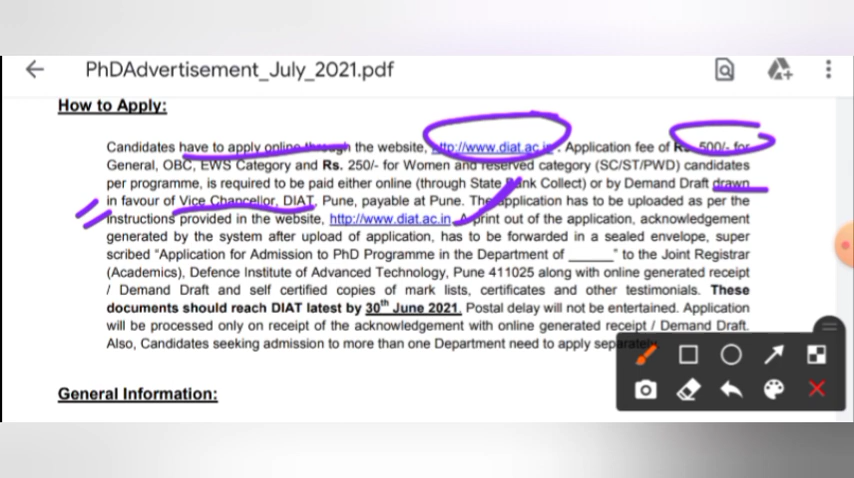 PhDAdvertisement_July_2021.pdf
How to Apply:
Candidates have to apply online through the website, http://www.diat.ac.in . Application fee of Rs. 500/- for
General, OBC, EWS Category and Rs. 250/- for Women and reserved category (SC/ST/PWD) candidates
per programme, is required to be paid either online (through State Bank Collect) or by Demand Draft drawn
in favour of Vice Chancellor, DIAT, Pune, payable at Pune. The application has to be uploaded as per the
instructions provided in the website, http://www.diat.ac.in. A print out of the application, acknowledgement
generated by the system after upload of application, has to be forwarded in a sealed envelope, super
scribed "Application for Admission to PhD Programme in the Department of ______" to the Joint Registrar
(Academics), Defence Institute of Advanced Technology, Pune 411025 along with online generated receipt
/ Demand Draft and self certified copies of mark lists, certificates and other testimonials. These
documents should reach DIAT latest by 30th June 2021. Postal delay will not be entertained. Application
will be processed only on receipt of the acknowledgement with online generated receipt / Demand Draft.
Also, Candidates seeking admission to more than one Department need to apply separately.
General Information: